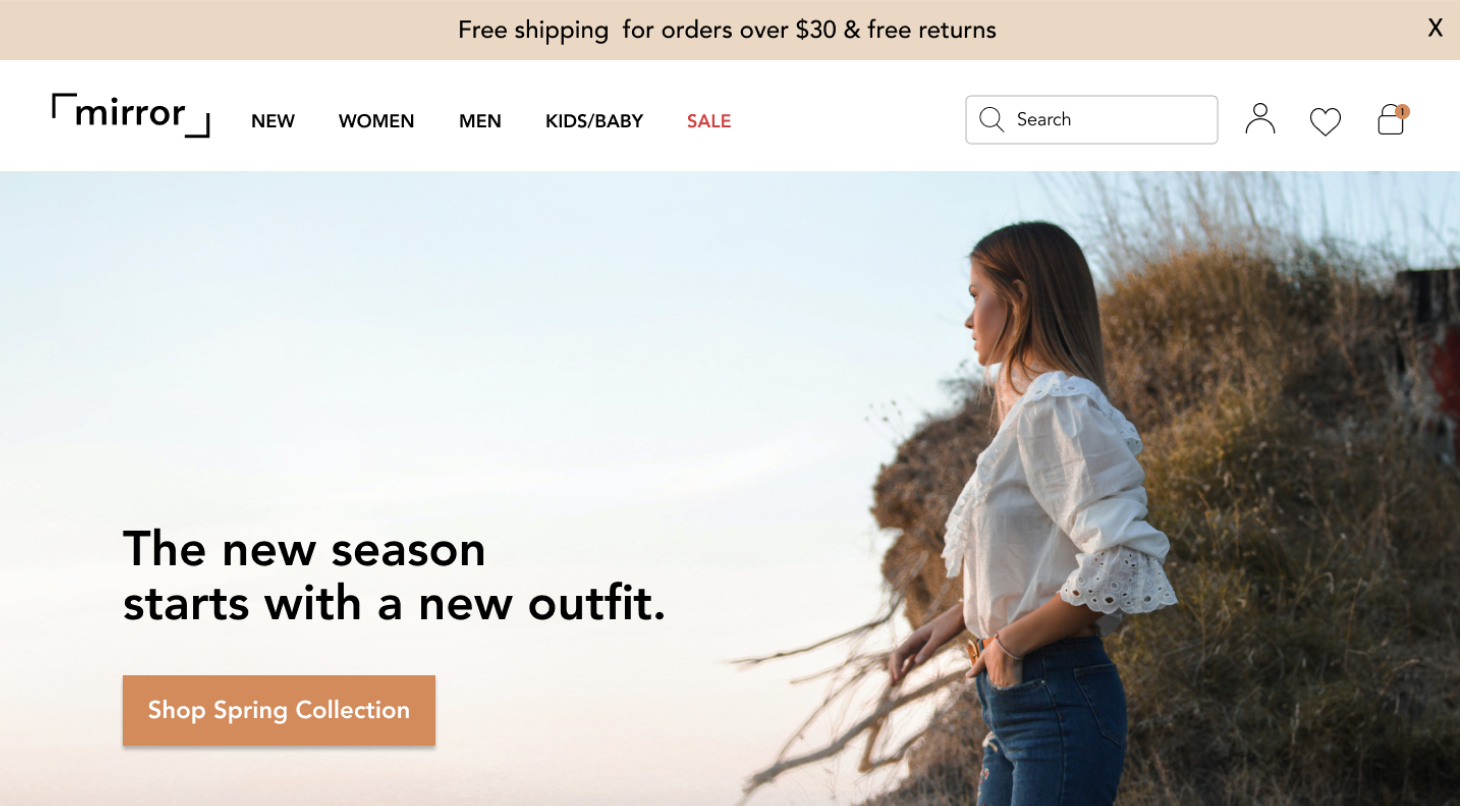 Free shipping  for orders over $30 & free returns
X
mirror
NEW
WOMEN
MEN
KIDS/BABY
SALE
Search
1
The new season
starts with a new outfit.
Shop Spring Collection